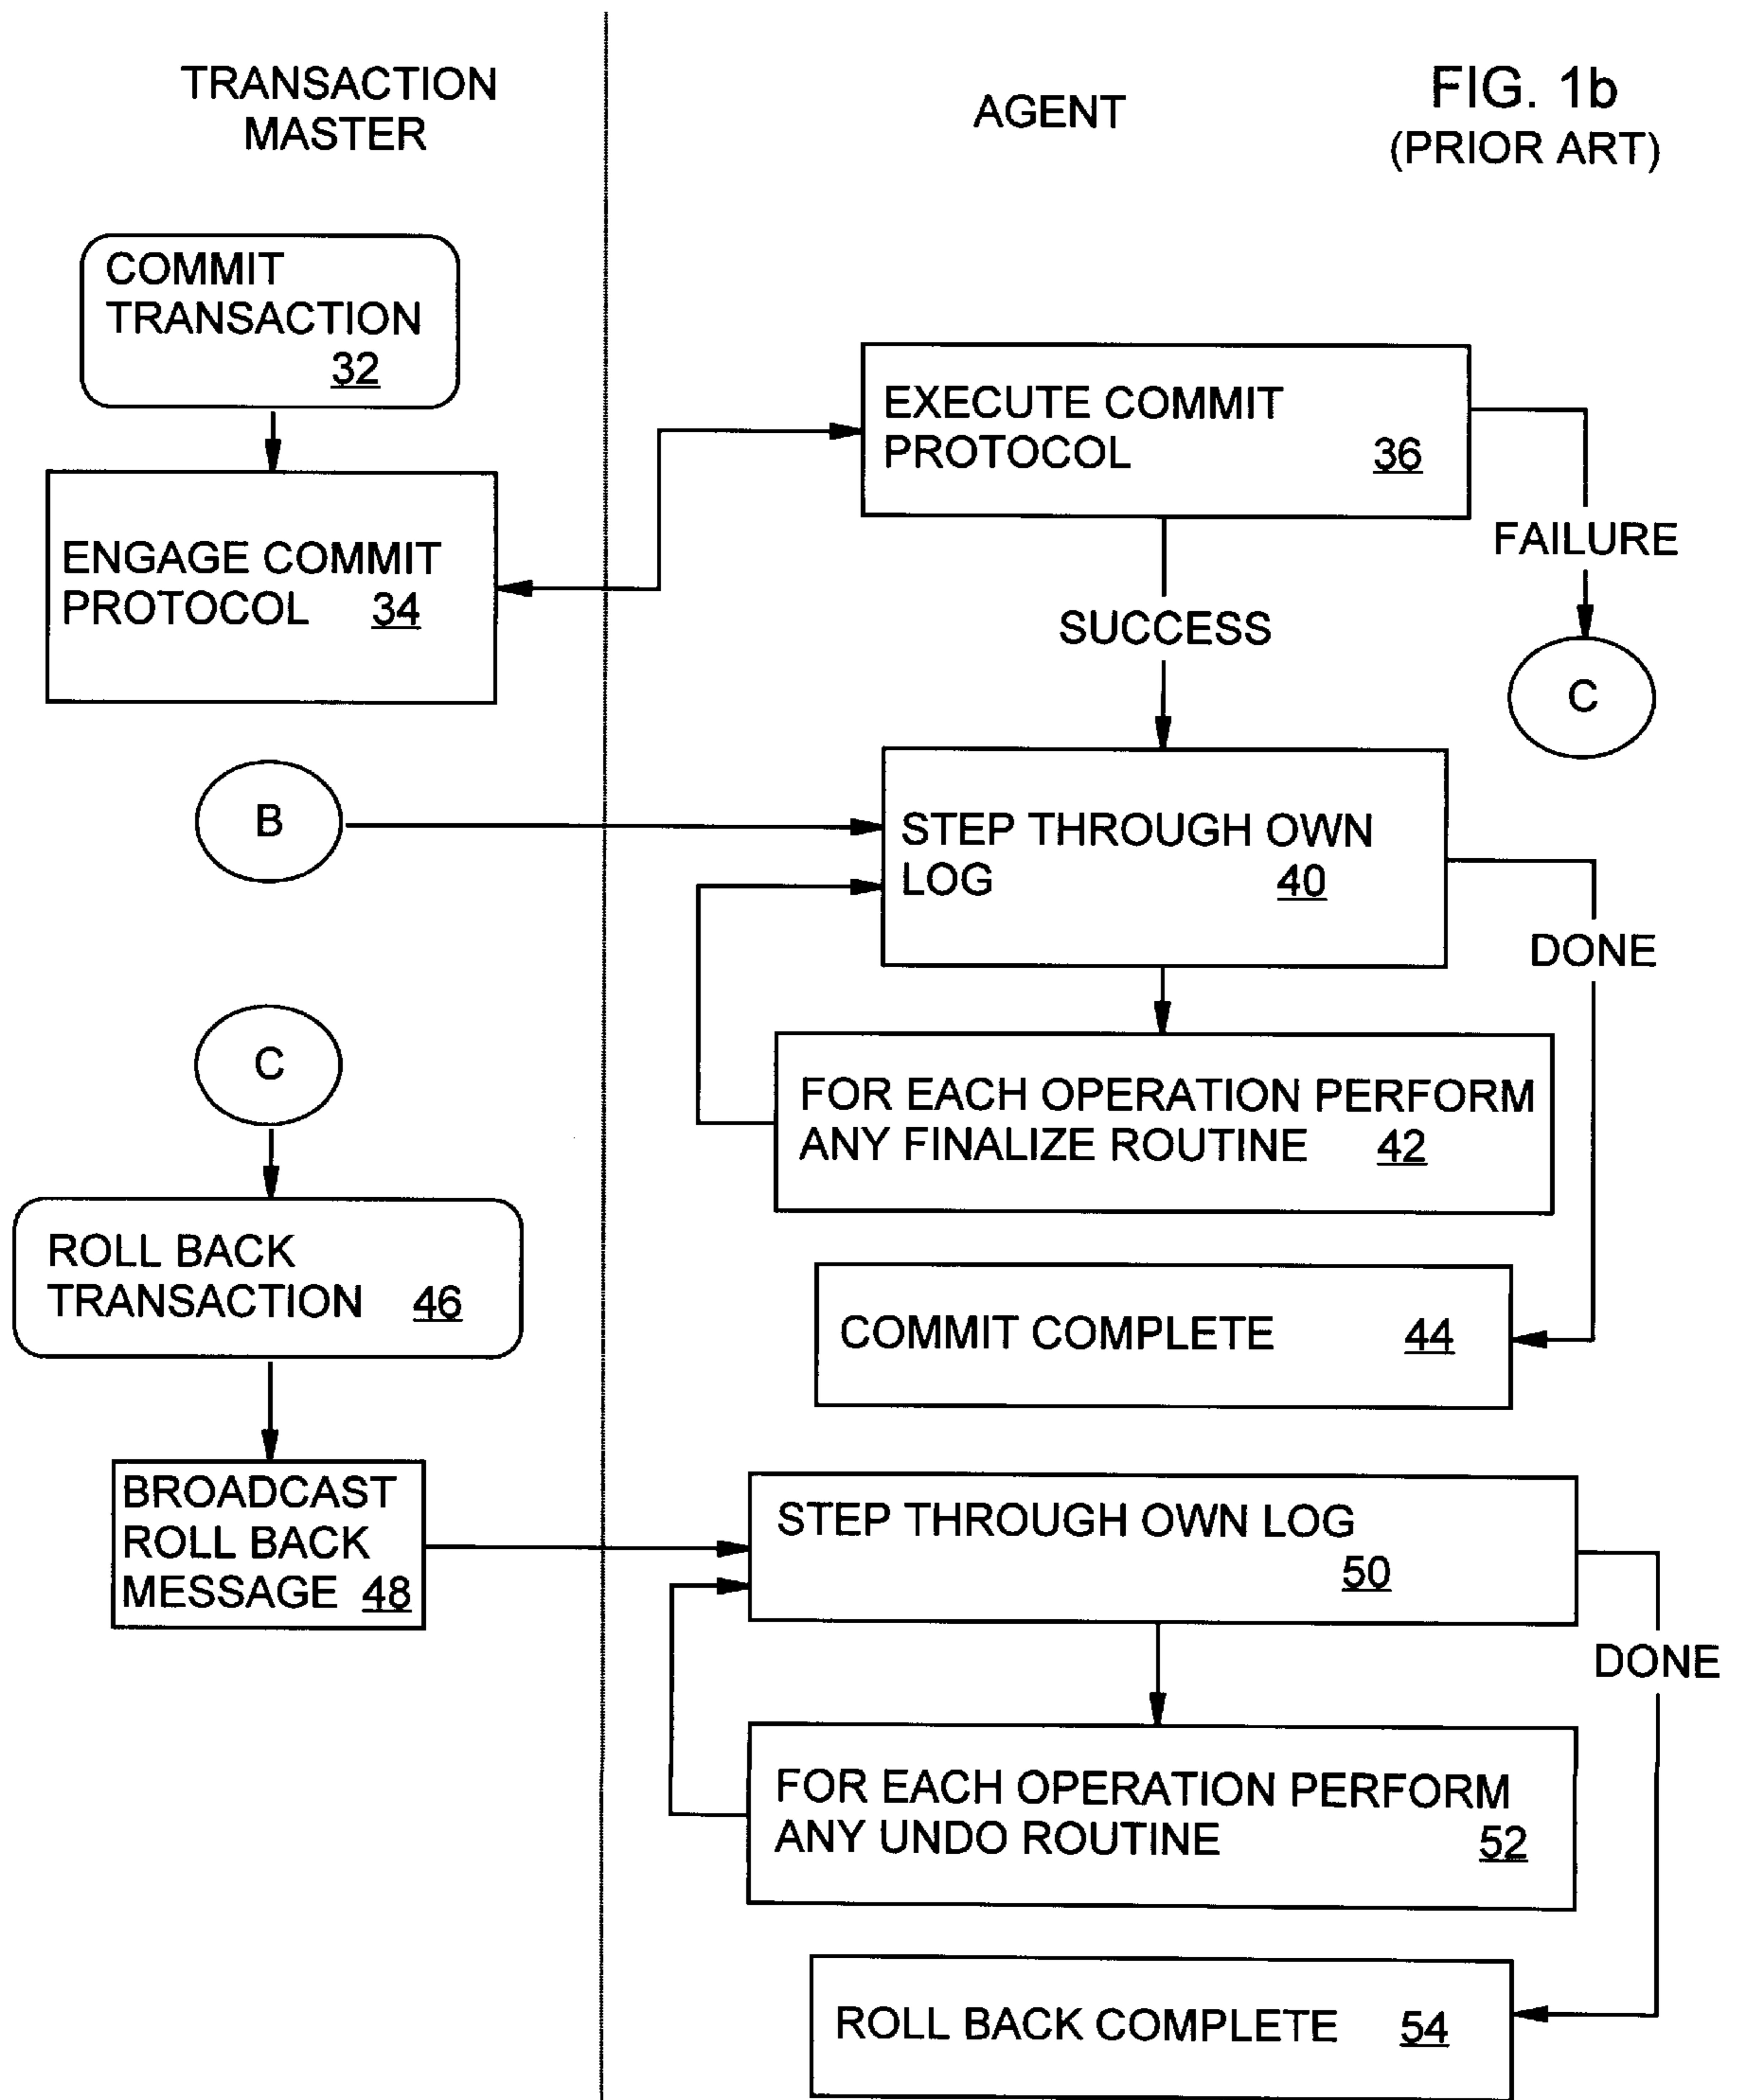 TRANSACTION
MASTER
AGENT
FIG. 1b
(PRIOR ART)
COMMIT
TRANSACTION
32
EXECUTE COMMIT
PROTOCOL 36
FAILURE
ENGAGE COMMIT
PROTOCOL 34
SUCCESS
C
B
STEP THROUGH OWN
LOG 40
DONE
C
FOR EACH OPERATION PERFORM
ANY FINALIZE ROUTINE 42
ROLL BACK
TRANSACTION 46
COMMIT COMPLETE 44
BROADCAST
ROLL BACK
MESSAGE 48
STEP THROUGH OWN LOG
50
DONE
FOR EACH OPERATION PERFORM
ANY UNDO ROUTINE 52
ROLL BACK COMPLETE 54